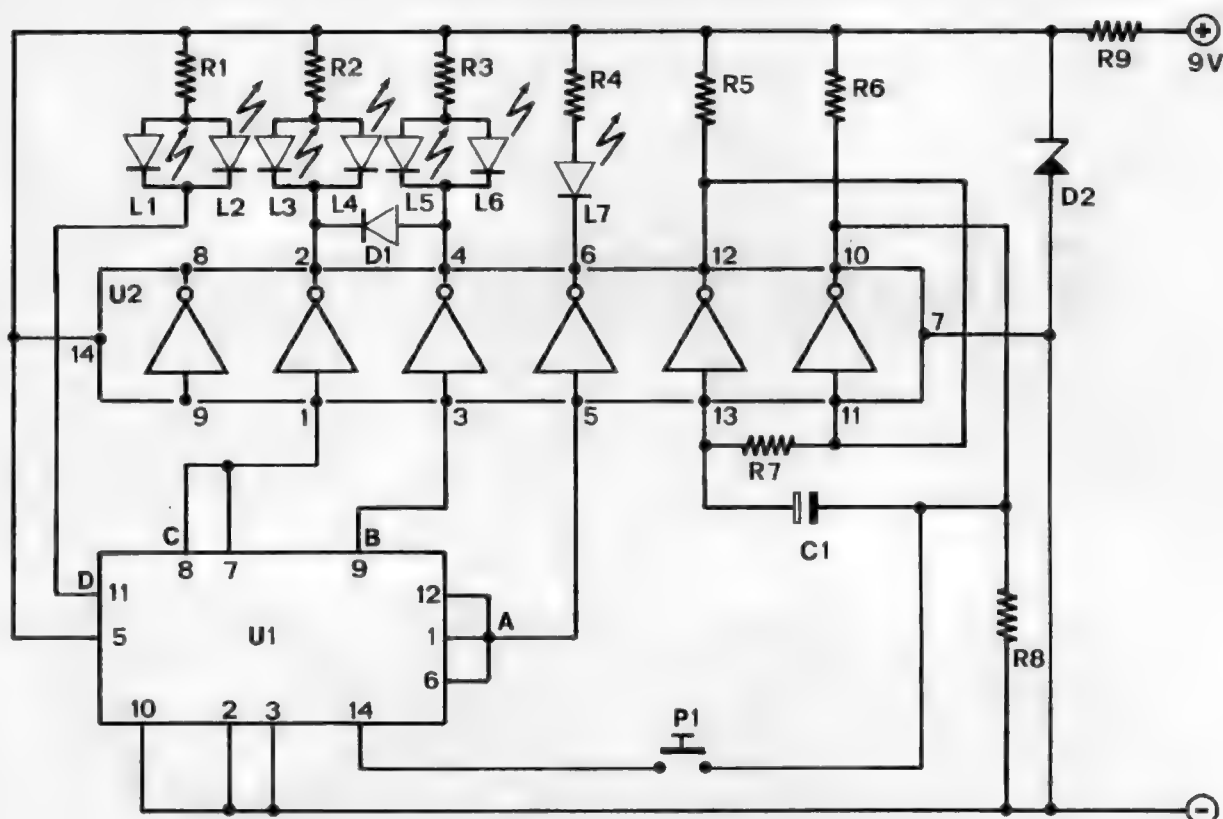 +
R1 R2 R3 R4 R5 R6 R9 9V
L1 L2 L3 L4 L5 L6 L7 D2
D1
8 2 4 6 12 10
U2 7
14
9 1 3 5 13 11
R7
C B C1
8 7 9
D 11 12
A
5 U1 1
R8
6
10 2 3 14 P1
−